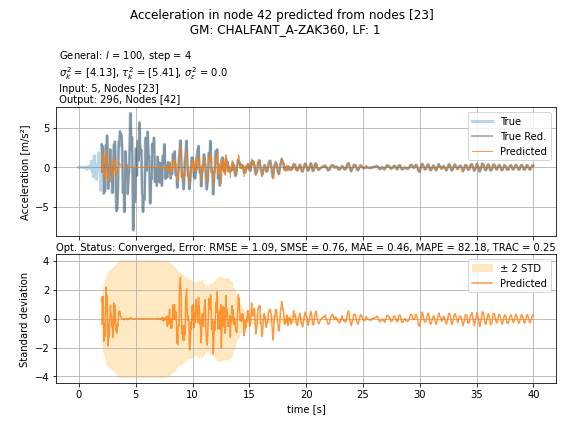 Acceleration in node 42 predicted from nodes [23]
GM: CHALFANT_A-ZAK360, LF: 1
General: l = 100, step = 4
σ²ₖ = [4.13], τ²ₖ = [5.41], σ²ε = 0.0
Input: 5, Nodes [23]
Output: 296, Nodes [42]
Acceleration [m/s²]
5
0
−5
True
True Red.
Predicted
Opt. Status: Converged, Error: RMSE = 1.09, SMSE = 0.76, MAE = 0.46, MAPE = 82.18, TRAC = 0.25
Standard deviation
4
2
0
−2
−4
± 2 STD
Predicted
0 5 10 15 20 25 30 35 40
time [s]